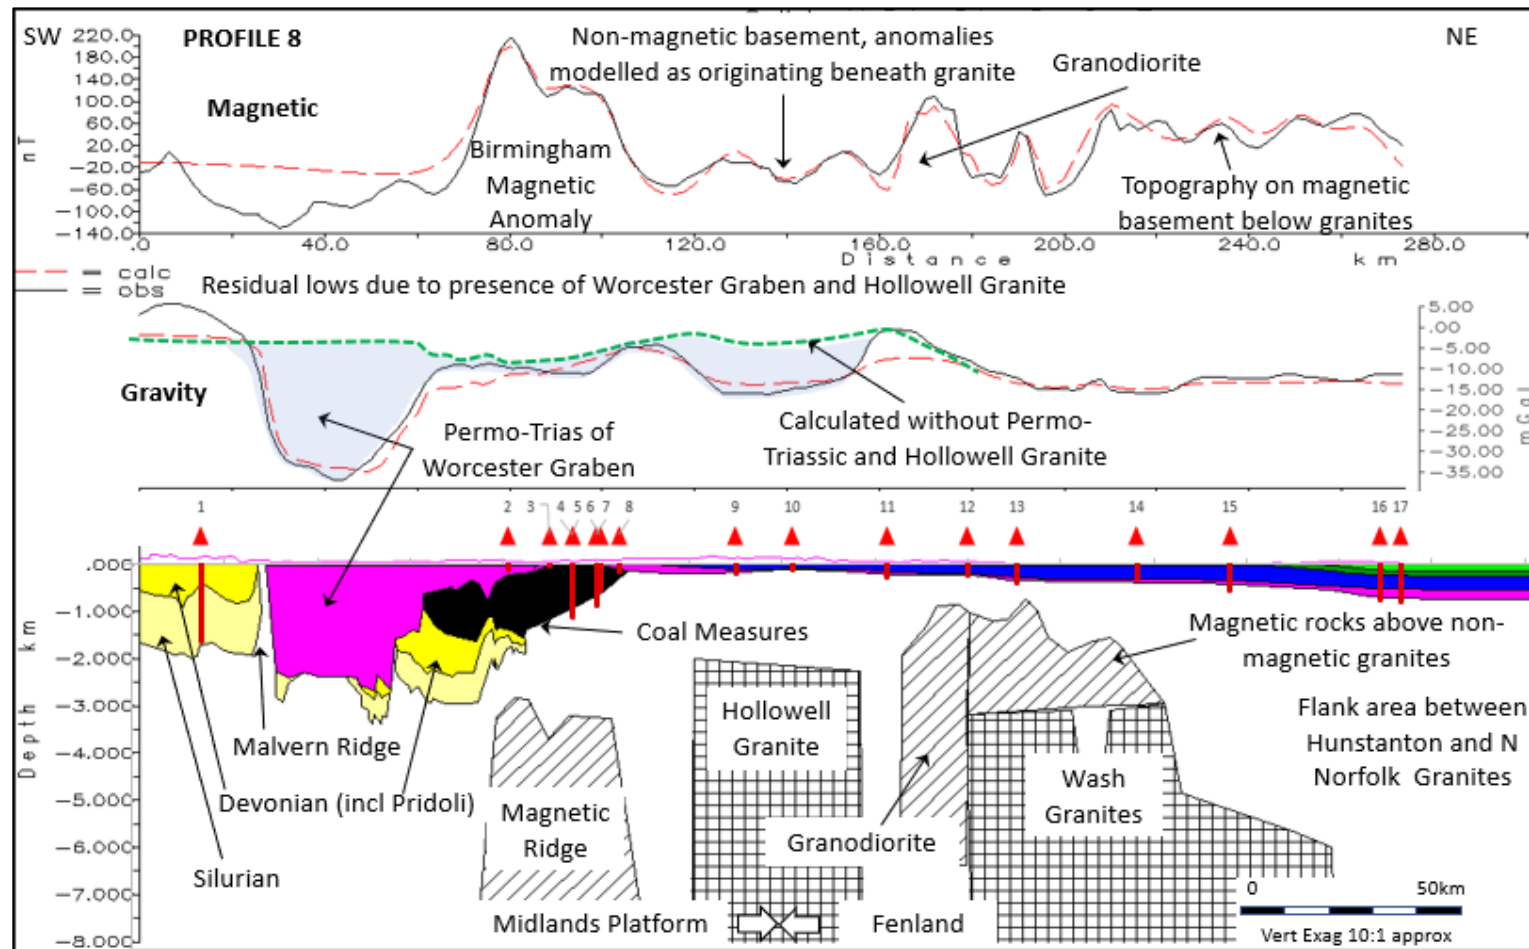 SW
PROFILE 8
NE
Non-magnetic basement, anomalies
modelled as originating beneath granite
Granodiorite
Magnetic
nT
220.0
180.0
140.0
100.0
60.0
20.0
-20.0
-60.0
-100.0
-140.0
Birmingham
Magnetic
Anomaly
Topography on magnetic
basement below granites
.0 40.0 80.0 120.0 160.0 200.0 240.0 280.0
Distance km
= calc
= obs
Residual lows due to presence of Worcester Graben and Hollowell Granite
5.00
.00
-5.00
-10.00
-15.00
-20.00
-25.00
-30.00
-35.00
mGal
Gravity
Permo-Trias of
Worcester Graben
Calculated without Permo-
Triassic and Hollowell Granite
1 2 3 4 5 6 7 8 9 10 11 12 13 14 15 16 17
Depth km
.000
-1.000
-2.000
-3.000
-4.000
-5.000
-6.000
-7.000
-8.000
Coal Measures
Magnetic rocks above non-
magnetic granites
Malvern Ridge
Hollowell
Granite
Flank area between
Hunstanton and N
Norfolk Granites
Devonian (incl Pridoli)
Magnetic
Ridge
Granodiorite
Wash
Granites
Silurian
Midlands Platform
Fenland
0 50km
Vert Exag 10:1 approx